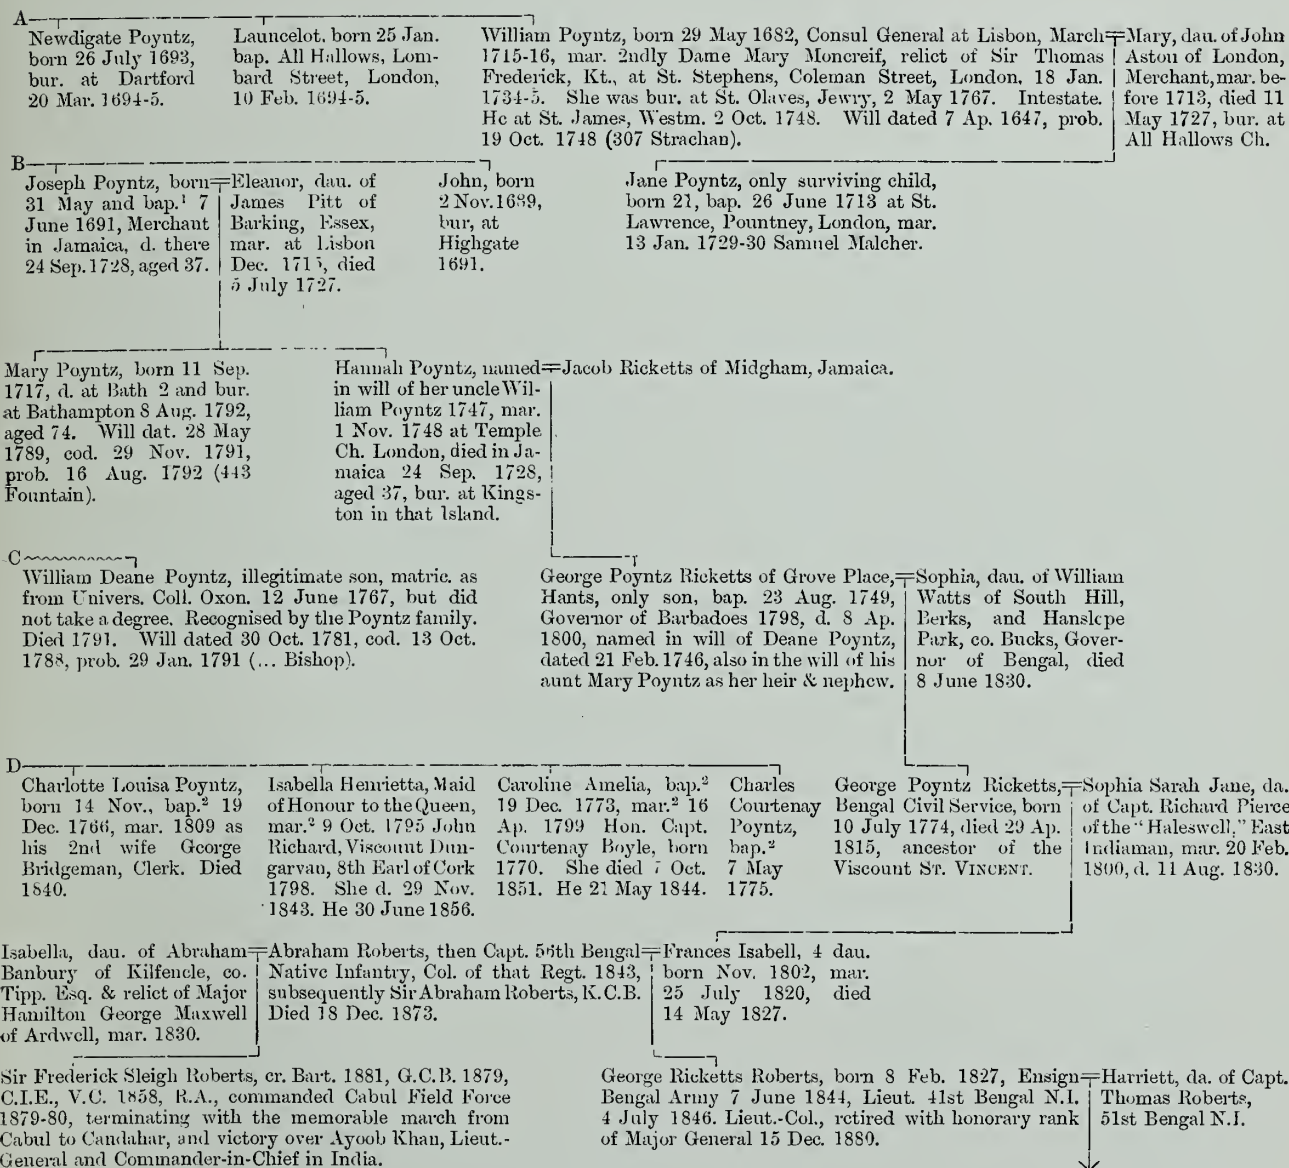 A
Newdigate Poyntz,
born 26 July 1693,
bur. at Dartford
20 Mar. 1694-5.
Launcelot. born 25 Jan.
bap. All Hallows, Lom-
bard Street, London,
10 Feb. 1694-5.
William Poyntz, born 29 May 1682, Consul General at Lisbon, March
1715-16, mar. 2ndly Dame Mary Moncreif, relict of Sir Thomas
Frederick, Kt., at St. Stephens, Coleman Street, London, 18 Jan.
1734-5. She was bur. at St. Olaves, Jewry, 2 May 1767. Intestate.
He at St. James, Westm. 2 Oct. 1748. Will dated 7 Ap. 1647, prob.
19 Oct. 1748 (307 Strachan).
Mary, dau. of John
Aston of London,
Merchant, mar. be-
fore 1713, died 11
May 1727, bur. at
All Hallows Ch.
B
Joseph Poyntz, born
31 May and bap.¹ 7
June 1691, Merchant
in Jamaica, d. there
24 Sep. 1728, aged 37.
Eleanor, dau. of
James Pitt of
Barking, Essex,
mar. at Lisbon
Dec. 1715, died
5 July 1727.
John, born
2 Nov. 1689,
bur, at
Highgate
1691.
Jane Poyntz, only surviving child,
born 21, bap. 26 June 1713 at St.
Lawrence, Pountney, London, mar.
13 Jan. 1729-30 Samuel Malcher.
Mary Poyntz, born 11 Sep.
1717, d. at Bath 2 and bur.
at Bathampton 8 Aug. 1792,
aged 74. Will dat. 28 May
1789, cod. 29 Nov. 1791,
prob. 16 Aug. 1792 (443
Fountain).
Hannah Poyntz, named
in will of her uncle Wil-
liam Poyntz 1747, mar.
1 Nov. 1748 at Temple
Ch. London, died in Ja-
maica 24 Sep. 1728,
aged 37, bur. at Kings-
ton in that Island.
Jacob Ricketts of Midgham, Jamaica.
C
William Deane Poyntz, illegitimate son, matric. as
from Univers. Coll. Oxon. 12 June 1767, but did
not take a degree. Recognised by the Poyntz family.
Died 1791. Will dated 30 Oct. 1781, cod. 13 Oct.
1788, prob. 29 Jan. 1791 (... Bishop).
George Poyntz Ricketts of Grove Place,
Hants, only son, bap. 23 Aug. 1749,
Governor of Barbadoes 1798, d. 8 Ap.
1800, named in will of Deane Poyntz,
dated 21 Feb. 1746, also in the will of his
aunt Mary Poyntz as her heir & nephew.
Sophia, dau. of William
Watts of South Hill,
Berks, and Hanslope
Park, co. Bucks, Gover-
nor of Bengal, died
8 June 1830.
D
Charlotte Louisa Poyntz,
born 14 Nov., bap.² 19
Dec. 1766, mar. 1809 as
his 2nd wife George
Bridgeman, Clerk. Died
1840.
Isabella Henrietta, Maid
of Honour to the Queen,
mar.² 9 Oct. 1795 John
Richard, Viscount Dun-
garvan, 8th Earl of Cork
1798. She d. 29 Nov.
1843. He 30 June 1856.
Caroline Amelia, bap.²
19 Dec. 1773, mar.² 16
Ap. 1799 Hon. Capt.
Courtenay Boyle, born
1770. She died 7 Oct.
1851. He 21 May 1844.
Charles
Courtenay
Poyntz,
bap.²
7 May
1775.
George Poyntz Ricketts,
Bengal Civil Service, born
10 July 1774, died 29 Ap.
1815, ancestor of the
Viscount St. Vincent.
Sophia Sarah Jane, da.
of Capt. Richard Pierce
of the "Haleswell," East
Indiaman, mar. 20 Feb.
1800, d. 11 Aug. 1830.
Isabella, dau. of Abraham
Banbury of Kilfencle, co.
Tipp. Esq. & relict of Major
Hamilton George Maxwell
of Ardwell, mar. 1830.
Abraham Roberts, then Capt. 56th Bengal
Native Infantry, Col. of that Regt. 1843,
subsequently Sir Abraham Roberts, K.C.B.
Died 18 Dec. 1873.
Frances Isabell, 4 dau.
born Nov. 1802, mar.
25 July 1820, died
14 May 1827.
Sir Frederick Sleigh Roberts, cr. Bart. 1881, G.C.B. 1879,
C.I.E., V.C. 1858, R.A., commanded Cabul Field Force
1879-80, terminating with the memorable march from
Cabul to Candahar, and victory over Ayoob Khan, Lieut.-
General and Commander-in-Chief in India.
George Ricketts Roberts, born 8 Feb. 1827, Ensign
Bengal Army 7 June 1844, Lieut. 41st Bengal N.I.
4 July 1846. Lieut.-Col., retired with honorary rank
of Major General 15 Dec. 1880.
Harriett, da. of Capt.
Thomas Roberts,
51st Bengal N.I.